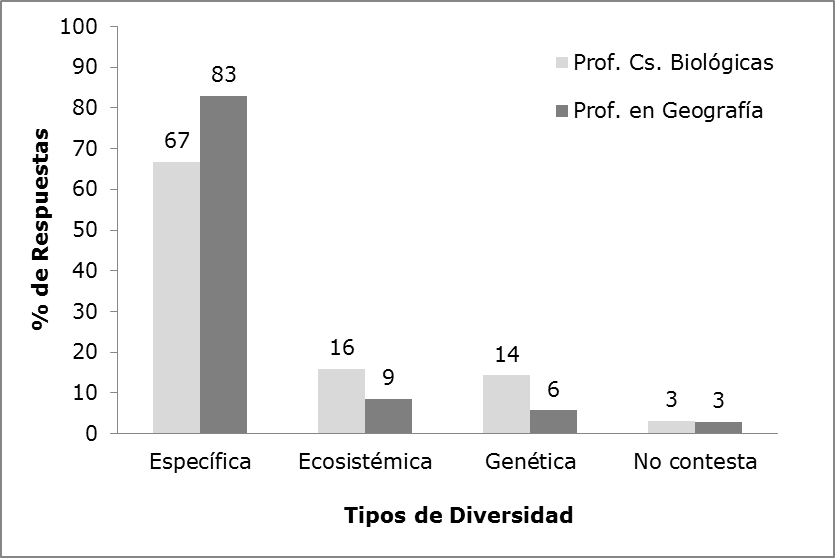 100
90
80
70
60
50
40
30
20
10
0
% de Respuestas
67
83
16
9
14
6
3
3
Prof. Cs. Biológicas
Prof. en Geografía
Específica
Ecosistémica
Genética
No contesta
Tipos de Diversidad